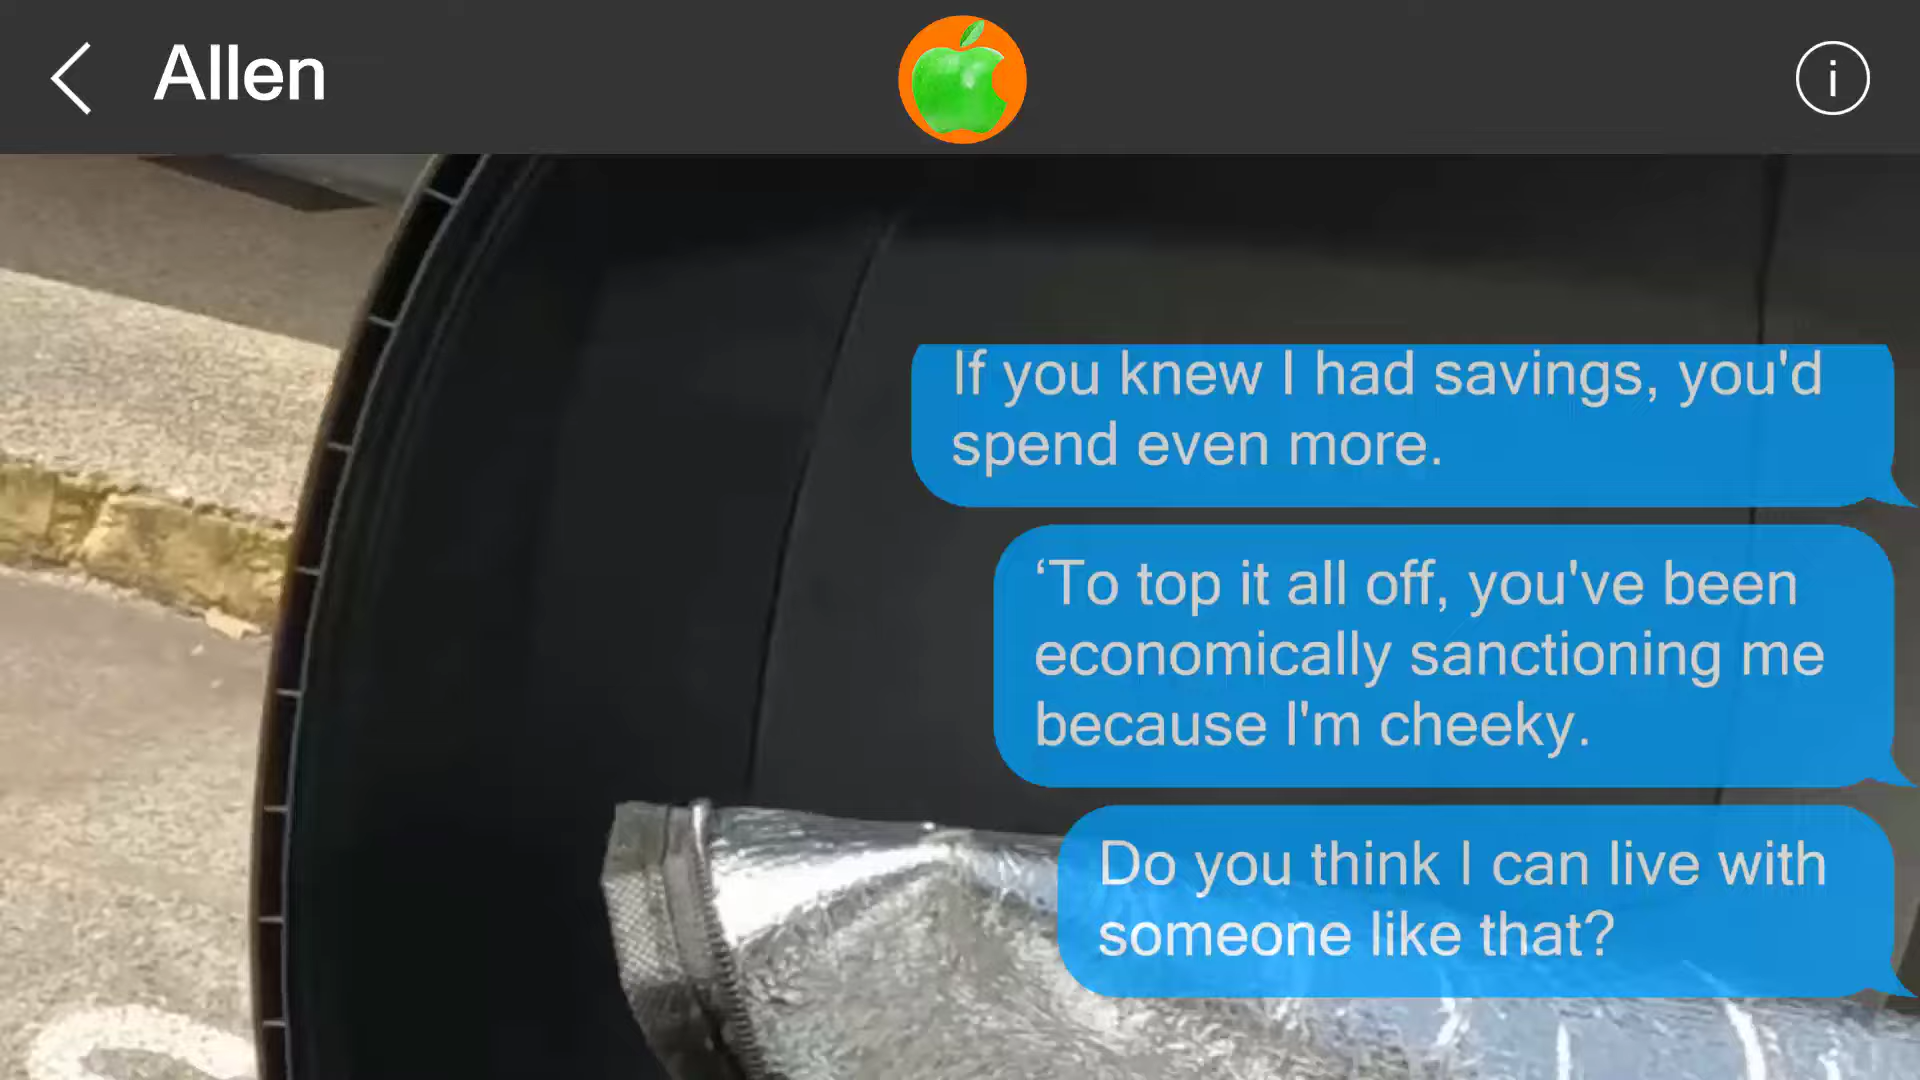 Allen
If you knew I had savings, you'd
spend even more.
‘To top it all off, you've been
economically sanctioning me
because I'm cheeky.
Do you think I can live with
someone like that?